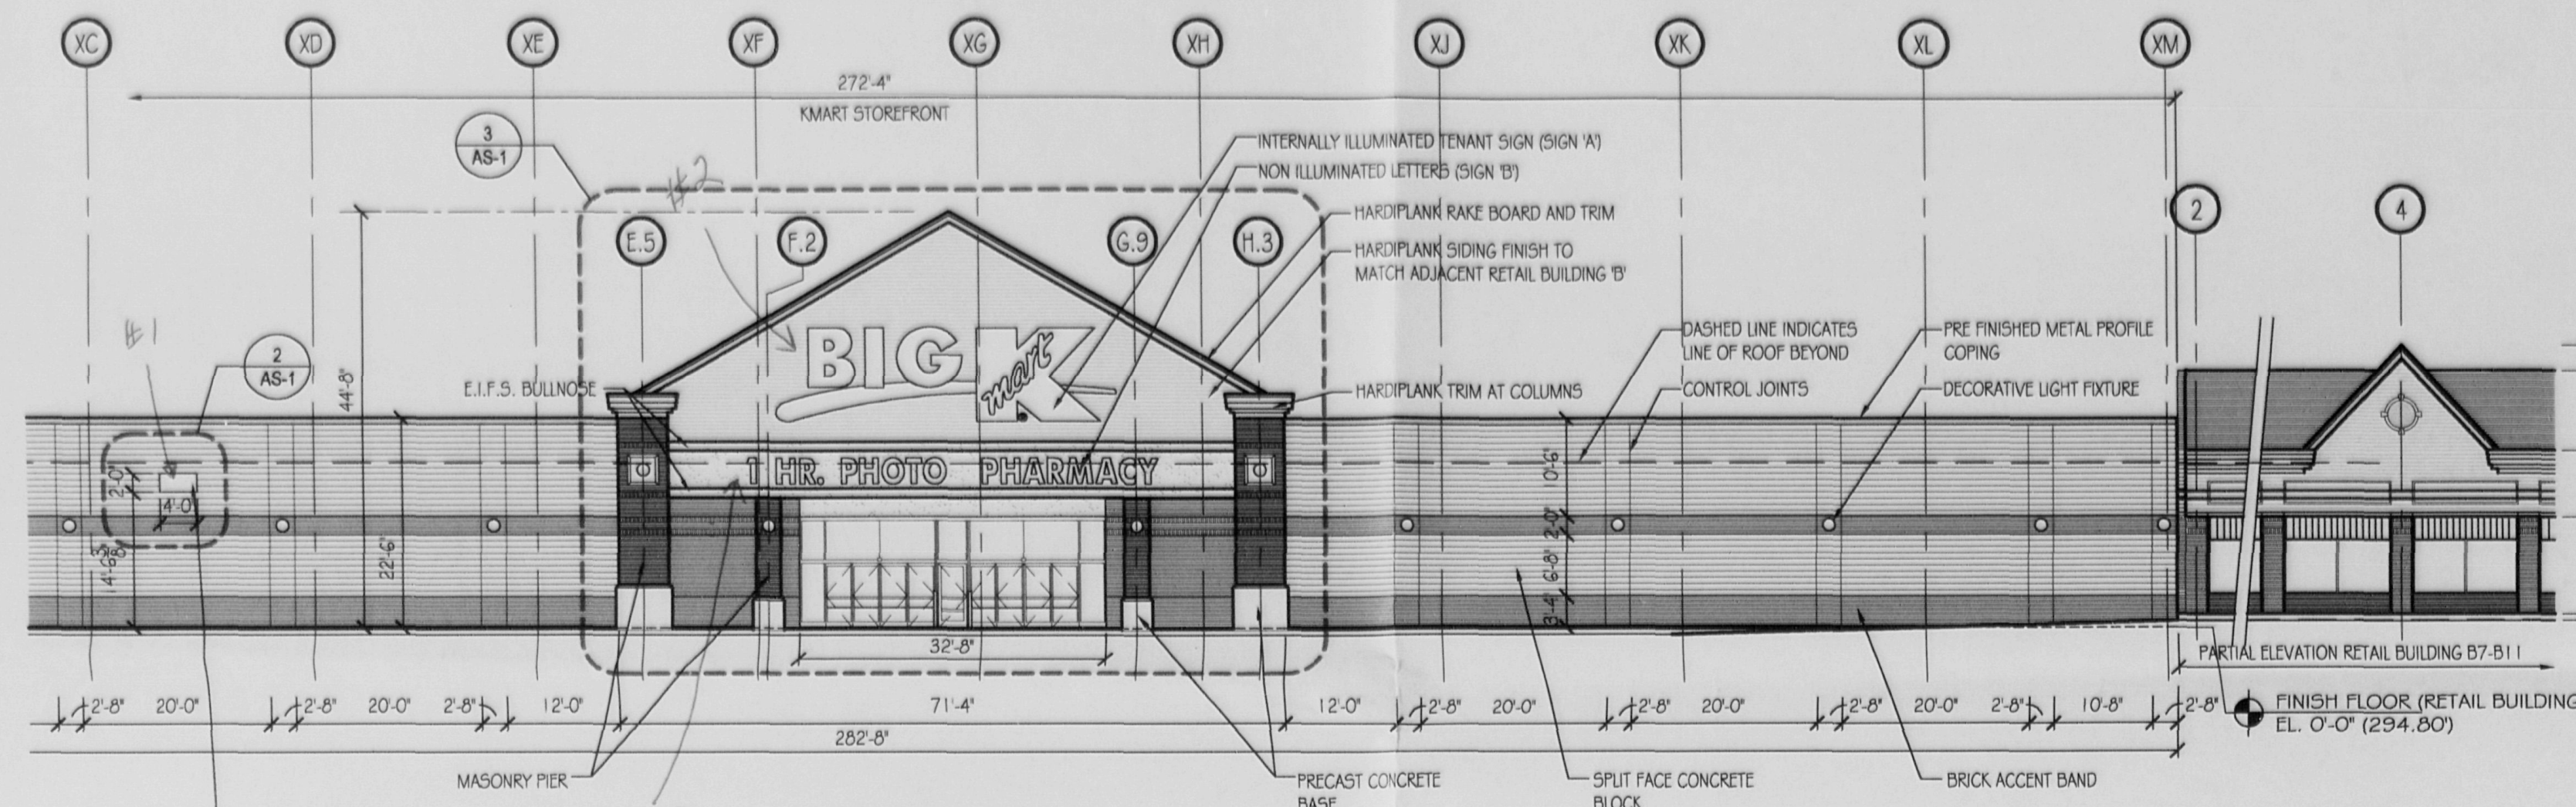 XC XD XE XF XG XH XJ XK XL XM
272'-4"
KMART STOREFRONT
3
AS-1
#2
INTERNALLY ILLUMINATED TENANT SIGN (SIGN 'A')
NON ILLUMINATED LETTERS (SIGN 'B')
HARDIPLANK RAKE BOARD AND TRIM
HARDIPLANK SIDING FINISH TO
MATCH ADJACENT RETAIL BUILDING 'B'
2 4
E.5 F.2 G.9 H.3
#1
2
AS-1
44'-8"
BIG K
mart
E.I.F.S. BULLNOSE
HARDIPLANK TRIM AT COLUMNS
DASHED LINE INDICATES
LINE OF ROOF BEYOND
CONTROL JOINTS
PRE FINISHED METAL PROFILE
COPING
DECORATIVE LIGHT FIXTURE
1 HR. PHOTO PHARMACY
2'-0"
4'-0"
14'-6 3/8"
22'-6"
10'-6"
2'-0"
6'-8"
3'-4"
32'-8"
PARTIAL ELEVATION RETAIL BUILDING B7-B11
2'-8" 20'-0" 2'-8" 20'-0" 2'-8" 12'-0" 71'-4" 12'-0" 2'-8" 20'-0" 2'-8" 20'-0" 2'-8" 20'-0" 2'-8" 10'-8" 2'-8"
FINISH FLOOR (RETAIL BUILDING
EL. 0'-0" (294.80')
282'-8"
MASONRY PIER
PRECAST CONCRETE
BASE
SPLIT FACE CONCRETE
BLOCK
BRICK ACCENT BAND